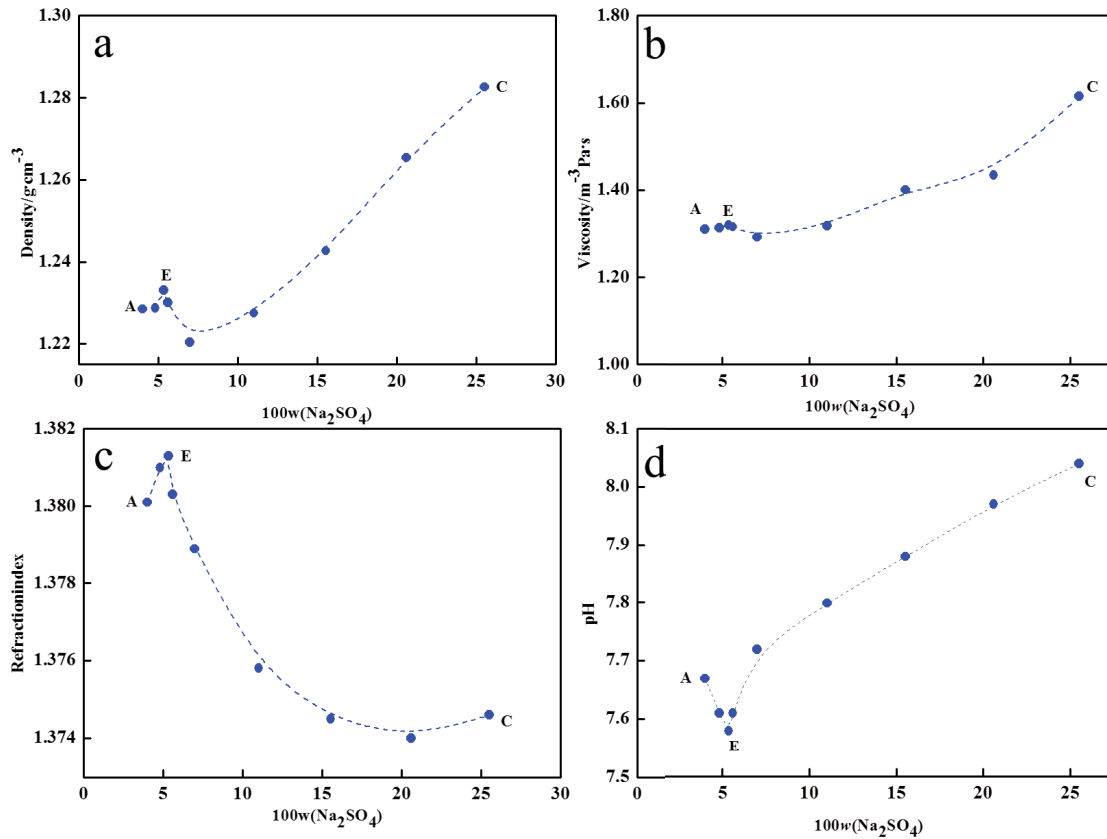 a
1.30
1.28
1.26
1.24
1.22
Density/g·cm⁻³
A
E
C
0 5 10 15 20 25 30
100w(Na₂SO₄)
b
1.60
1.40
1.20
1.00
Viscosity/m⁻³Pa·s
A
E
C
0 5 10 15 20 25
100w(Na₂SO₄)
c
1.382
1.380
1.378
1.376
1.374
Refractionindex
A
E
C
0 5 10 15 20 25 30
100w(Na₂SO₄)
d
8.1
8.0
7.9
7.8
7.7
7.6
7.5
pH
A
E
C
0 5 10 15 20 25
100w(Na₂SO₄)